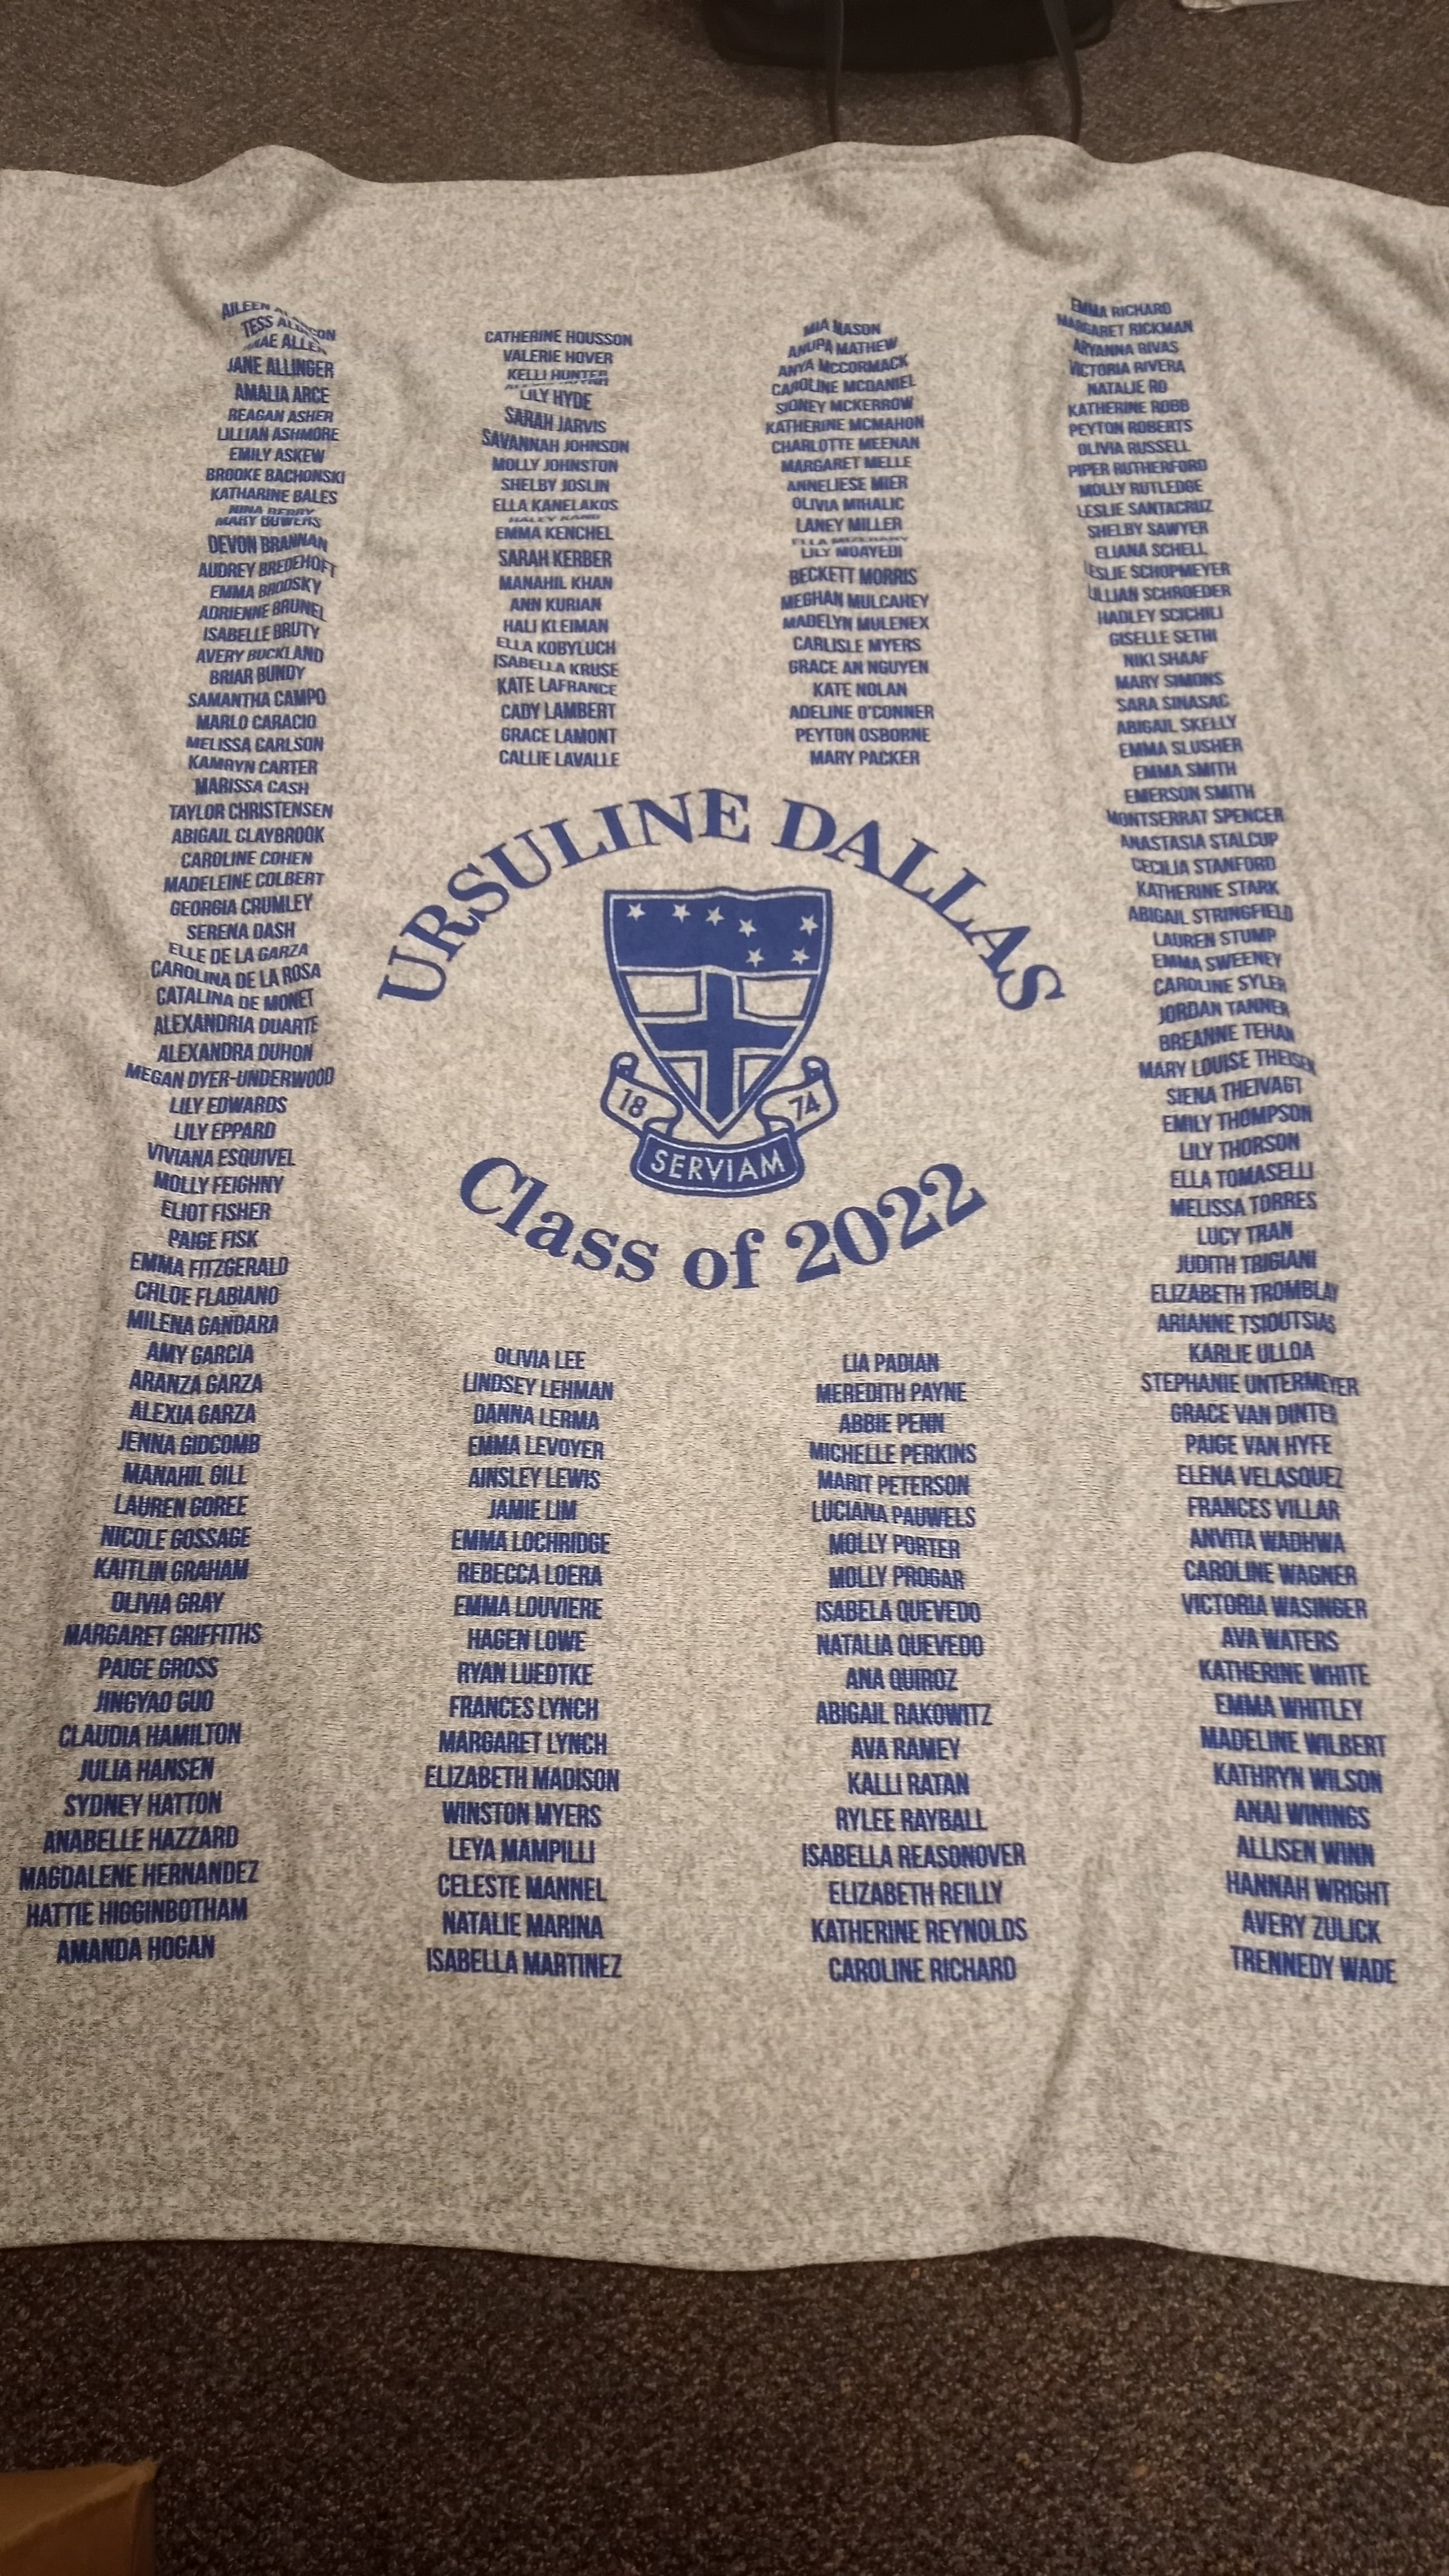 AILEEN
TESS ALARCON
ALLEN
JANE ALLINGER
AMALIA ARCE
REAGAN ASHER
LILLIAN ASHMORE
EMILY ASKEW
BROOKE BACHONSKI
KATHARINE BALES
NINA BERRY
MARY BOWERS
DEVON BRANNAN
AUDREY BREDEHOFT
EMMA BRODSKY
ADRIENNE BRUNEL
ISABELLE BRUTY
AVERY BUCKLAND
BRIAR BUNDY
SAMANTHA CAMPO
MARLO CARACIO
MELISSA CARLSON
KAMRYN CARTER
MARISSA CASH
TAYLOR CHRISTENSEN
ABIGAIL CLAYBROOK
CAROLINE COHEN
MADELEINE COLBERT
GEORGIA CRUMLEY
SERENA DASH
ELLE DE LA GARZA
CAROLINA DE LA ROSA
CATALINA DE MONET
ALEXANDRIA DUARTE
ALEXANDRA DUHON
MEGAN DYER-UNDERWOOD
LILY EDWARDS
LILY EPPARD
VIVIANA ESQUIVEL
MOLLY FEIGHNY
ELIOT FISHER
PAIGE FISK
EMMA FITZGERALD
CHLOE FLABIANO
MILENA GANDARA
AMY GARCIA
ARANZA GARZA
ALEXIA GARZA
JENNA GIDCOMB
MANAHIL GILL
LAUREN GOREE
NICOLE GOSSAGE
KAITLIN GRAHAM
OLIVIA GRAY
MARGARET GRIFFITHS
PAIGE GROSS
JINGYAO GUO
CLAUDIA HAMILTON
JULIA HANSEN
SYDNEY HATTON
ANABELLE HAZZARD
MAGDALENE HERNANDEZ
HATTIE HIGGINBOTHAM
AMANDA HOGAN
CATHERINE HOUSSON
VALERIE HOVER
KELLI HUNTER
LILY HYDE
SARAH JARVIS
SAVANNAH JOHNSON
MOLLY JOHNSTON
SHELBY JOSLIN
ELLA KANELAKOS
EMMA KENCHEL
SARAH KERBER
MANAHIL KHAN
ANN KURIAN
HALI KLEIMAN
ELLA KOBYLUCH
ISABELLA KRUSE
KATE LAFRANCE
CADY LAMBERT
GRACE LAMONT
CALLIE LAVALLE
MIA MASON
ANUPA MATHEW
ANYA MCCORMACK
CAROLINE MCDANIEL
SIDNEY MCKERROW
KATHERINE MCMAHON
CHARLOTTE MEENAN
MARGARET MELLE
ANNELIESE MIER
OLIVIA MIHALIC
LANEY MILLER
LILY MOAYEDI
BECKETT MORRIS
MEGHAN MULCAHEY
MADELYN MULENEX
CARLISLE MYERS
GRACE AN NGUYEN
KATE NOLAN
ADELINE O'CONNER
PEYTON OSBORNE
MARY PACKER
URSULINE DALLAS
18 74
SERVIAM
Class of 2022
OLIVIA LEE
LINDSEY LEHMAN
DANNA LERMA
EMMA LEVOYER
AINSLEY LEWIS
JAMIE LIM
EMMA LOCHRIDGE
REBECCA LOERA
EMMA LOUVIERE
HAGEN LOWE
RYAN LUEDTKE
FRANCES LYNCH
MARGARET LYNCH
ELIZABETH MADISON
WINSTON MYERS
LEYA MAMPILLI
CELESTE MANNEL
NATALIE MARINA
ISABELLA MARTINEZ
LIA PADIAN
MEREDITH PAYNE
ABBIE PENN
MICHELLE PERKINS
MARIT PETERSON
LUCIANA PAUWELS
MOLLY PORTER
MOLLY PROGAR
ISABELA QUEVEDO
NATALIA QUEVEDO
ANA QUIROZ
ABIGAIL RAKOWITZ
AVA RAMEY
KALLI RATAN
RYLEE RAYBALL
ISABELLA REASONOVER
ELIZABETH REILLY
KATHERINE REYNOLDS
CAROLINE RICHARD
EMMA RICHARD
MARGARET RICKMAN
ARYANNA RIVAS
VICTORIA RIVERA
NATALIE RO
KATHERINE ROBB
PEYTON ROBERTS
OLIVIA RUSSELL
PIPER RUTHERFORD
MOLLY RUTLEDGE
LESLIE SANTACRUZ
SHELBY SAWYER
ELIANA SCHELL
LESLIE SCHOPMEYER
LILLIAN SCHROEDER
HADLEY SCICHILI
GISELLE SETHI
NIKI SHAAF
MARY SIMONS
SARA SINASAC
ABIGAIL SKELLY
EMMA SLUSHER
EMMA SMITH
EMERSON SMITH
MONTSERRAT SPENCER
ANASTASIA STALCUP
CECILIA STANFORD
KATHERINE STARK
ABIGAIL STRINGFIELD
LAUREN STUMP
EMMA SWEENEY
CAROLINE SYLER
JORDAN TANNER
BREANNE TEHAN
MARY LOUISE THEISEN
SIENA THEIVAGT
EMILY THOMPSON
LILY THORSON
ELLA TOMASELLI
MELISSA TORRES
LUCY TRAN
JUDITH TRIGIANI
ELIZABETH TROMBLAY
ARIANNE TSIOUTSIAS
KARLIE ULLOA
STEPHANIE UNTERMEYER
GRACE VAN DINTER
PAIGE VAN HYFE
ELENA VELASQUEZ
FRANCES VILLAR
ANVITA WADHWA
CAROLINE WAGNER
VICTORIA WASINGER
AVA WATERS
KATHERINE WHITE
EMMA WHITLEY
MADELINE WILBERT
KATHRYN WILSON
ANAI WININGS
ALLISEN WINN
HANNAH WRIGHT
AVERY ZULICK
TRENNEDY WADE